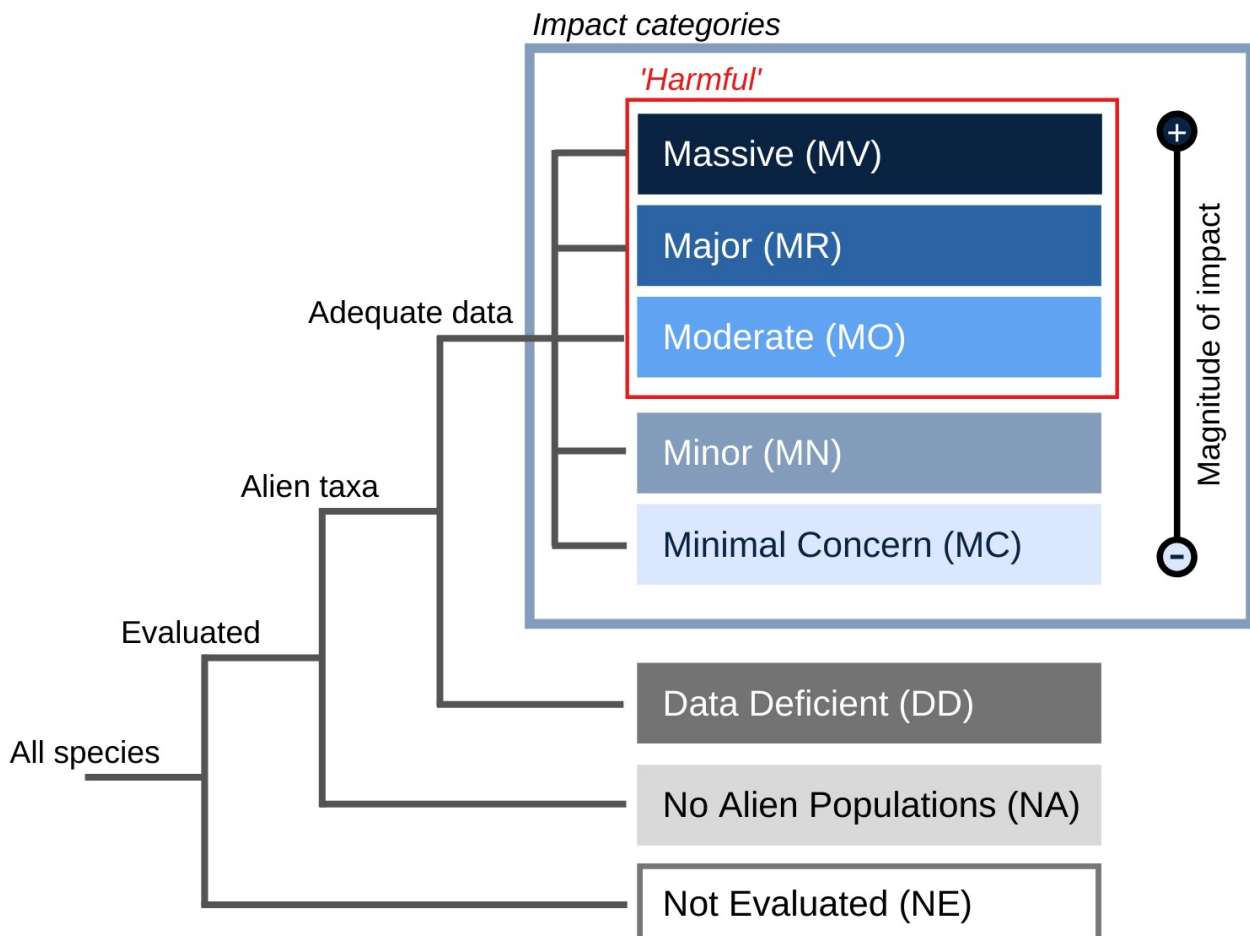 Impact categories
'Harmful'
Massive (MV)
Major (MR)
Moderate (MO)
Minor (MN)
Minimal Concern (MC)
+
Magnitude of impact
-
Adequate data
Alien taxa
Evaluated
All species
Data Deficient (DD)
No Alien Populations (NA)
Not Evaluated (NE)